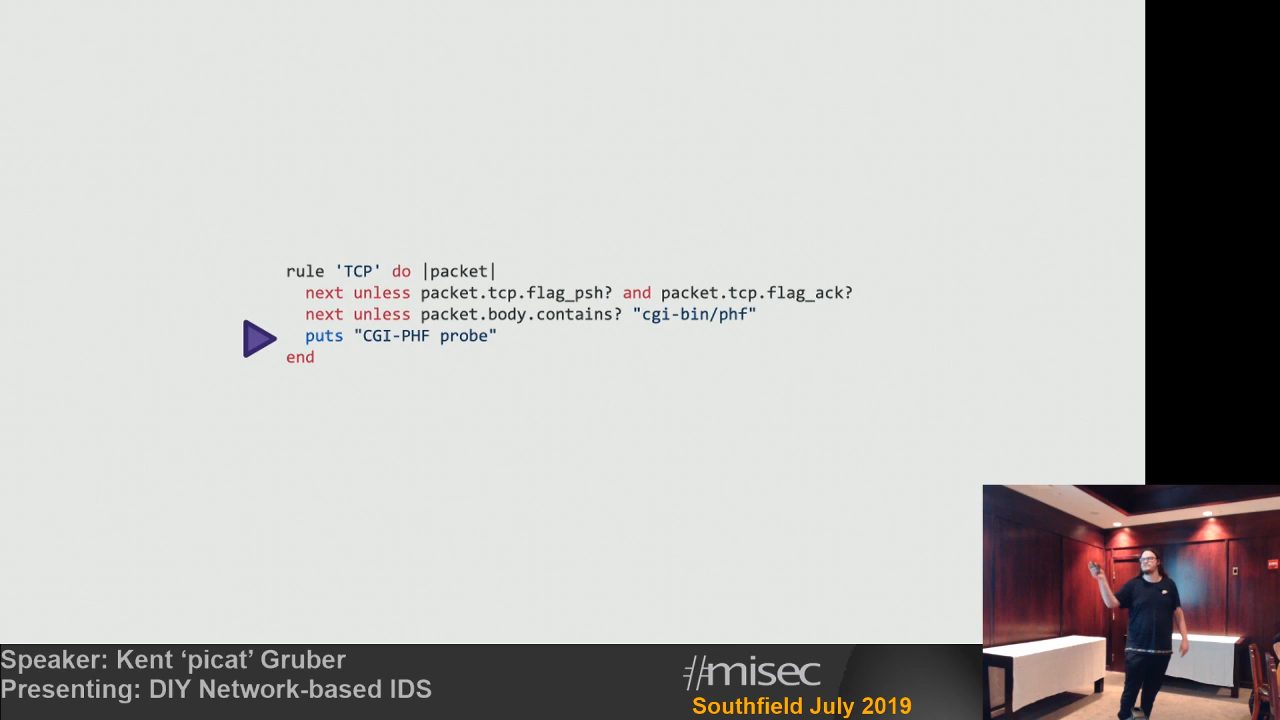 rule 'TCP' do |packet|
next unless packet.tcp.flag_psh? and packet.tcp.flag_ack?
next unless packet.body.contains? "cgi-bin/phf"
puts "CGI-PHF probe"
end
Speaker: Kent ‘picat’ Gruber
Presenting: DIY Network-based IDS
#misec
Southfield July 2019